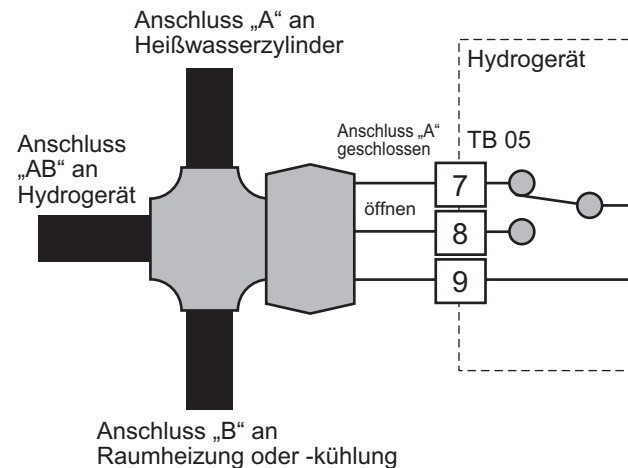 Anschluss „A“ an
Heißwasserzylinder
Hydrogerät
Anschluss
„AB“ an
Hydrogerät
Anschluss „A“
geschlossen
TB 05
7
öffnen
8
9
Anschluss „B“ an
Raumheizung oder -kühlung